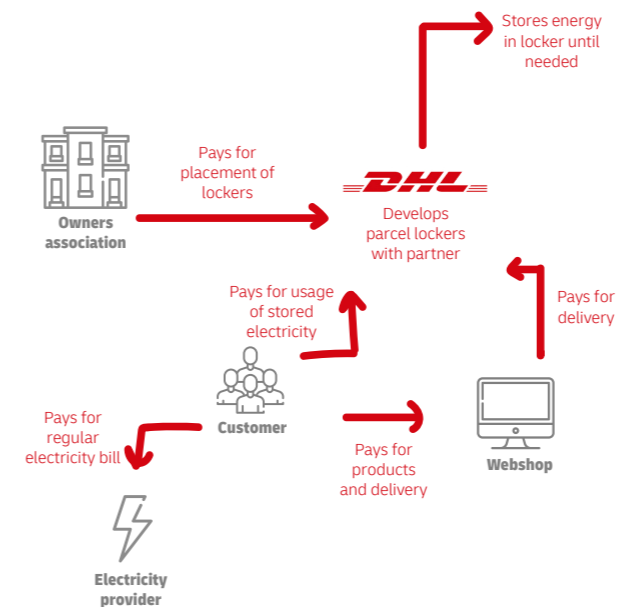 Stores energy
in locker until
needed
Pays for
placement of
lockers
DHL
Owners
association
Develops
parcel lockers
with partner
Pays for usage
of stored
electricity
Pays for
delivery
Customer
Pays for
regular
electricity bill
Pays for
products
and delivery
Webshop
Electricity
provider